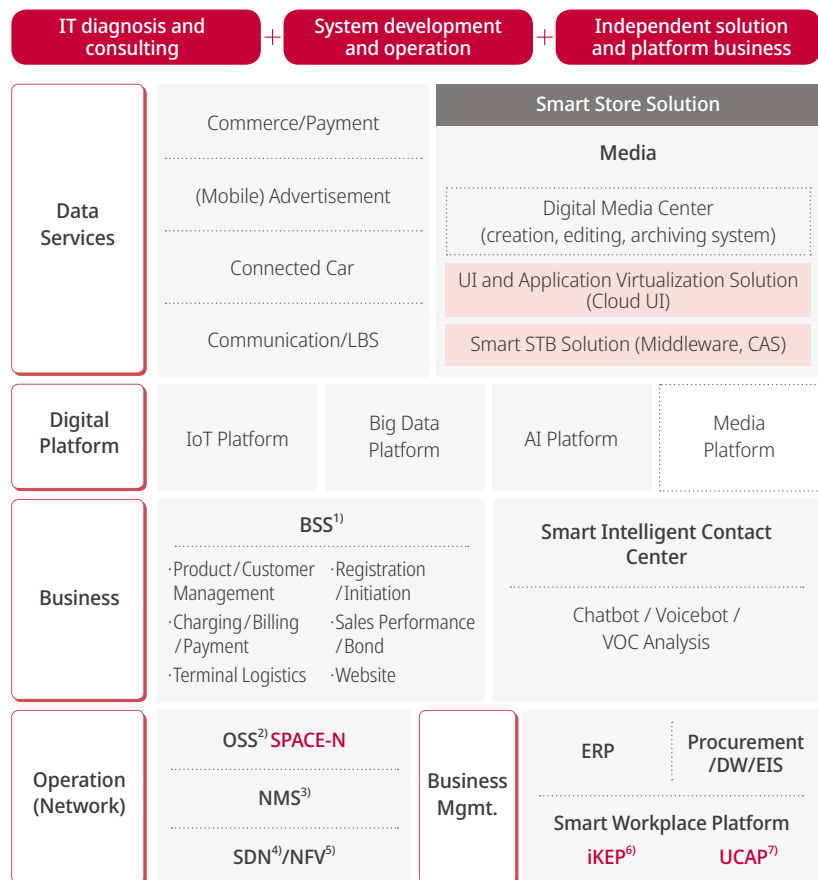 IT diagnosis and
consulting
+
System development
and operation
+
Independent solution
and platform business
Data
Services
Commerce/Payment
(Mobile) Advertisement
Connected Car
Communication/LBS
Smart Store Solution
Media
Digital Media Center
(creation, editing, archiving system)
UI and Application Virtualization Solution
(Cloud UI)
Smart STB Solution (Middleware, CAS)
Digital
Platform
IoT Platform
Big Data
Platform
AI Platform
Media
Platform
Business
BSS1)
·Product/Customer
Management
·Charging/Billing
/Payment
·Terminal Logistics
·Registration
/Initiation
·Sales Performance
/Bond
·Website
Smart Intelligent Contact
Center
Chatbot / Voicebot /
VOC Analysis
Operation
(Network)
OSS2) SPACE-N
NMS3)
SDN4)/NFV5)
Business
Mgmt.
ERP
Procurement
/DW/EIS
Smart Workplace Platform
iKEP6) UCAP7)